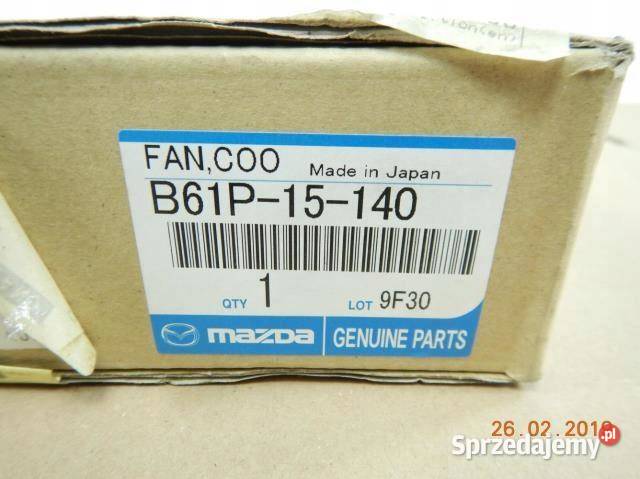 FAN,COO Made in Japan
B61P-15-140
QTY 1 LOT 9F30
mazda GENUINE PARTS
26.02.2010
Sprzedajemy.pl